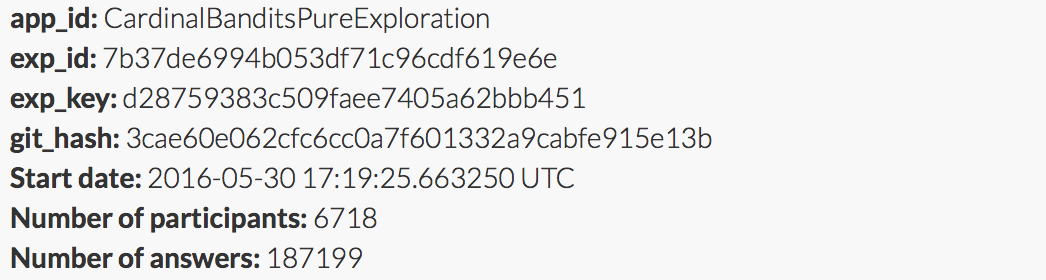 app_id: CardinalBanditsPureExploration
exp_id: 7b37de6994b053df71c96cdf619e6e
exp_key: d28759383c509faee7405a62bbb451
git_hash: 3cae60e062cfc6cc0a7f601332a9cabfe915e13b
Start date: 2016-05-30 17:19:25.663250 UTC
Number of participants: 6718
Number of answers: 187199